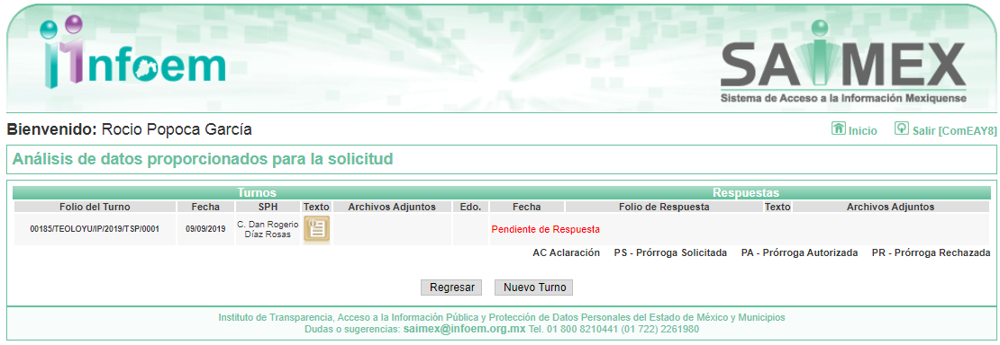 infoem
SAIMEX
Sistema de Acceso a la Información Mexiquense
Bienvenido: Rocio Popoca García
Inicio Salir [ComEAY8]
Análisis de datos proporcionados para la solicitud
Turnos Respuestas
Folio del Turno Fecha SPH Texto Archivos Adjuntos Edo. Fecha Folio de Respuesta Texto Archivos Adjuntos
00185/TEOLOYU/IP/2019/TSP/0001 09/09/2019 C. Dan Rogerio Pendiente de Respuesta
Díaz Rosas
AC Aclaración PS - Prórroga Solicitada PA - Prórroga Autorizada PR - Prórroga Rechazada
Regresar Nuevo Turno
Instituto de Transparencia, Acceso a la Información Pública y Protección de Datos Personales del Estado de México y Municipios
Dudas o sugerencias: saimex@infoem.org.mx Tel. 01 800 8210441 (01 722) 2261980